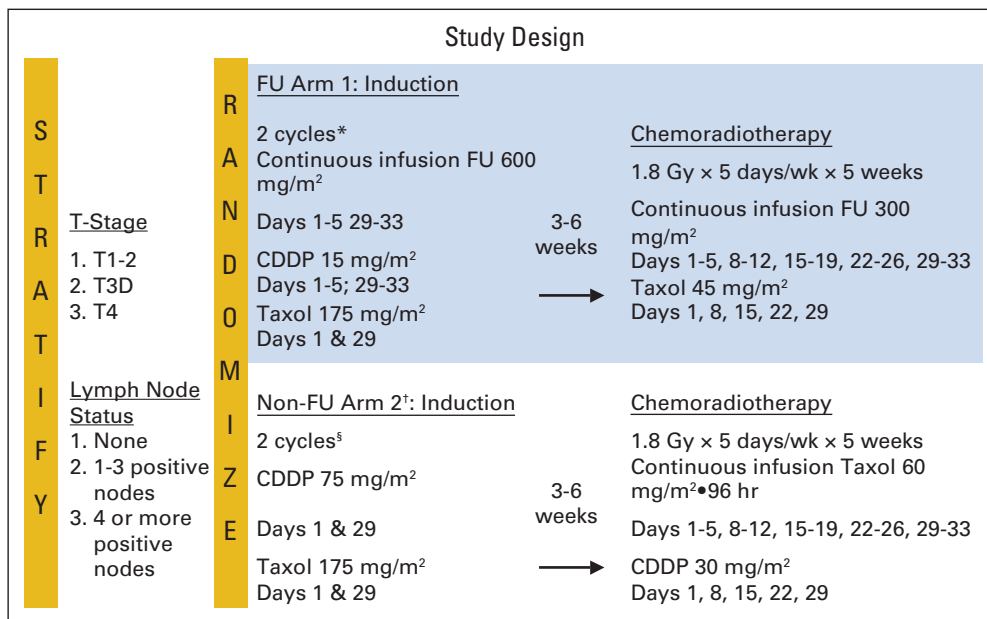 Study Design
STRATIFY
T-Stage
1. T1-2
2. T3D
3. T4
Lymph Node
Status
1. None
2. 1-3 positive
nodes
3. 4 or more
positive
nodes
RANDOMIZE
FU Arm 1: Induction
2 cycles*
Continuous infusion FU 600
mg/m²
Days 1-5 29-33
CDDP 15 mg/m²
Days 1-5; 29-33
Taxol 175 mg/m²
Days 1 & 29
3-6
weeks
Chemoradiotherapy
1.8 Gy × 5 days/wk × 5 weeks
Continuous infusion FU 300
mg/m²
Days 1-5, 8-12, 15-19, 22-26, 29-33
Taxol 45 mg/m²
Days 1, 8, 15, 22, 29
Non-FU Arm 2†: Induction
2 cycles§
CDDP 75 mg/m²
Days 1 & 29
Taxol 175 mg/m²
Days 1 & 29
3-6
weeks
Chemoradiotherapy
1.8 Gy × 5 days/wk × 5 weeks
Continuous infusion Taxol 60
mg/m²•96 hr
Days 1-5, 8-12, 15-19, 22-26, 29-33
CDDP 30 mg/m²
Days 1, 8, 15, 22, 29